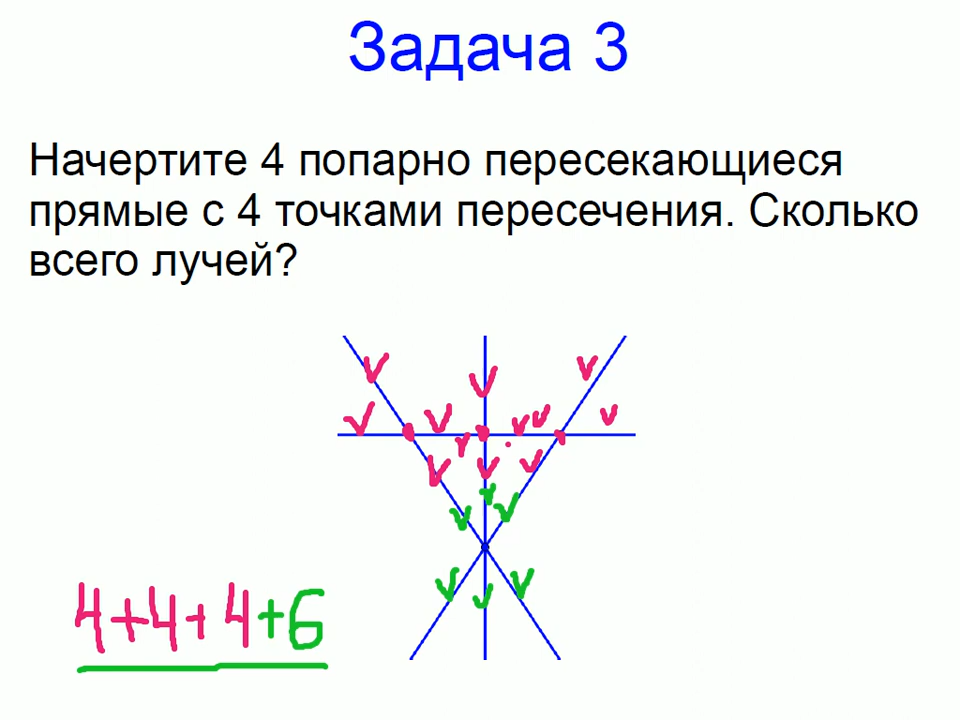 Задача 3
Начертите 4 попарно пересекающиеся
прямые с 4 точками пересечения. Сколько
всего лучей?
4+4+4+6